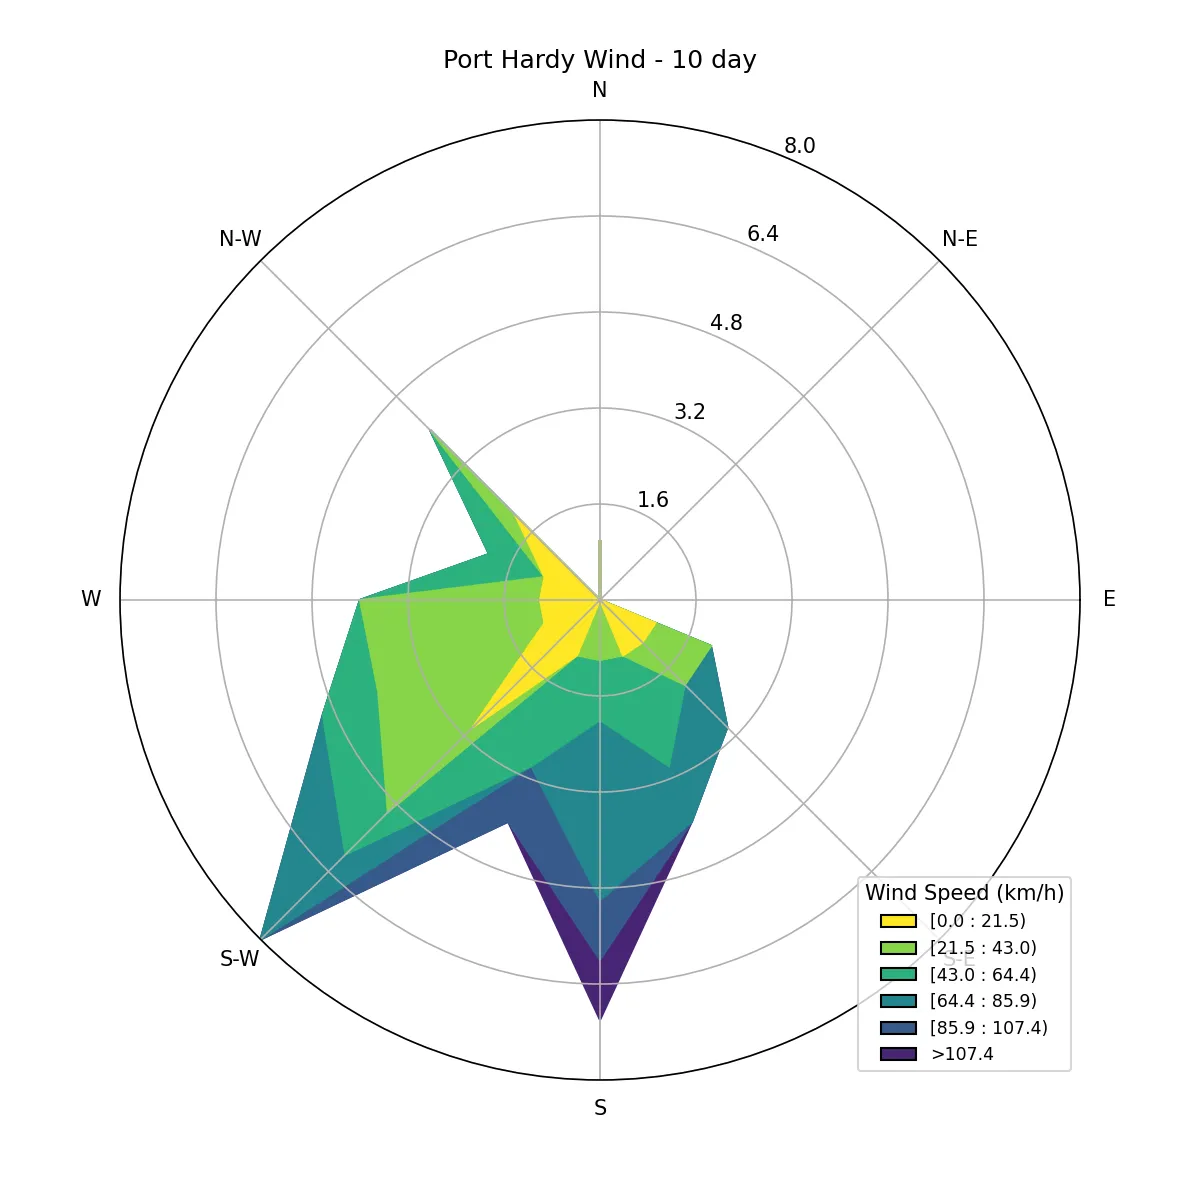 Port Hardy Wind - 10 day
N
8.0
N-W
6.4
N-E
4.8
3.2
1.6
W
E
S-W
S-E
S
Wind Speed (km/h)
[0.0 : 21.5)
[21.5 : 43.0)
[43.0 : 64.4)
[64.4 : 85.9)
[85.9 : 107.4)
>107.4